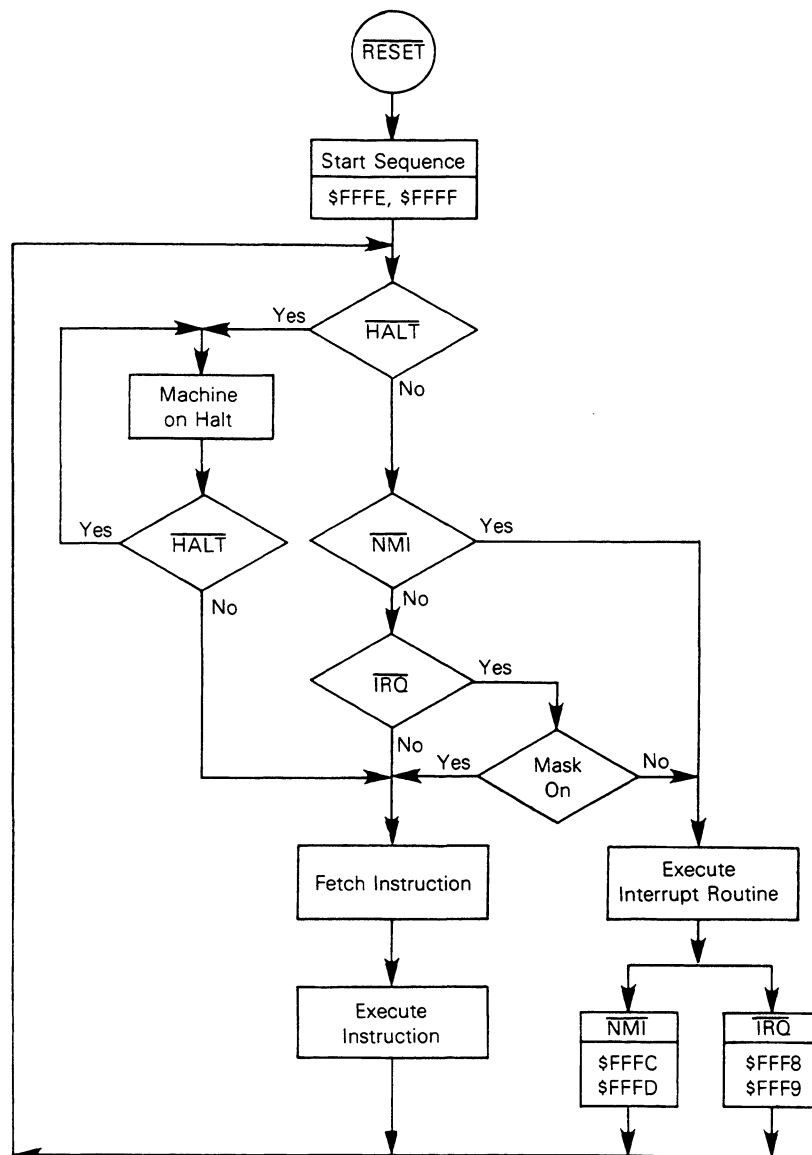 RESET
Start Sequence
$FFFE, $FFFF
Yes
HALT
No
Machine
on Halt
Yes
HALT
No
NMI
Yes
No
IRQ
Yes
No
Yes
Mask
On
No
Fetch Instruction
Execute
Interrupt Routine
Execute
Instruction
NMI
$FFFC
$FFFD
IRQ
$FFF8
$FFF9